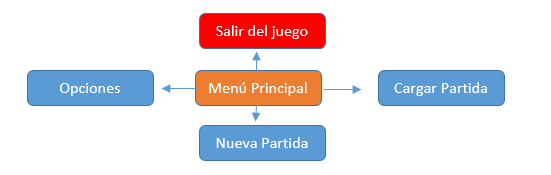 Salir del juego
Opciones
Menú Principal
Cargar Partida
Nueva Partida